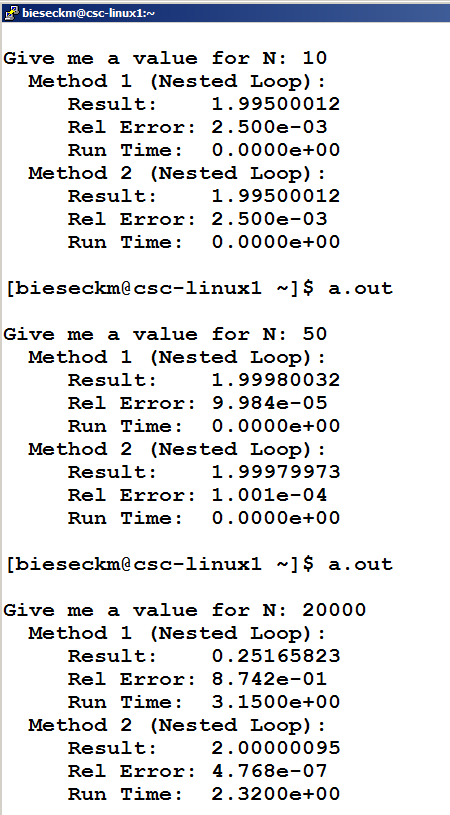 bieseckm@csc-linux1:~
Give me a value for N: 10
Method 1 (Nested Loop):
Result: 1.99500012
Rel Error: 2.500e-03
Run Time: 0.0000e+00
Method 2 (Nested Loop):
Result: 1.99500012
Rel Error: 2.500e-03
Run Time: 0.0000e+00
[bieseckm@csc-linux1 ~]$ a.out
Give me a value for N: 50
Method 1 (Nested Loop):
Result: 1.99980032
Rel Error: 9.984e-05
Run Time: 0.0000e+00
Method 2 (Nested Loop):
Result: 1.99979973
Rel Error: 1.001e-04
Run Time: 0.0000e+00
[bieseckm@csc-linux1 ~]$ a.out
Give me a value for N: 20000
Method 1 (Nested Loop):
Result: 0.25165823
Rel Error: 8.742e-01
Run Time: 3.1500e+00
Method 2 (Nested Loop):
Result: 2.00000095
Rel Error: 4.768e-07
Run Time: 2.3200e+00